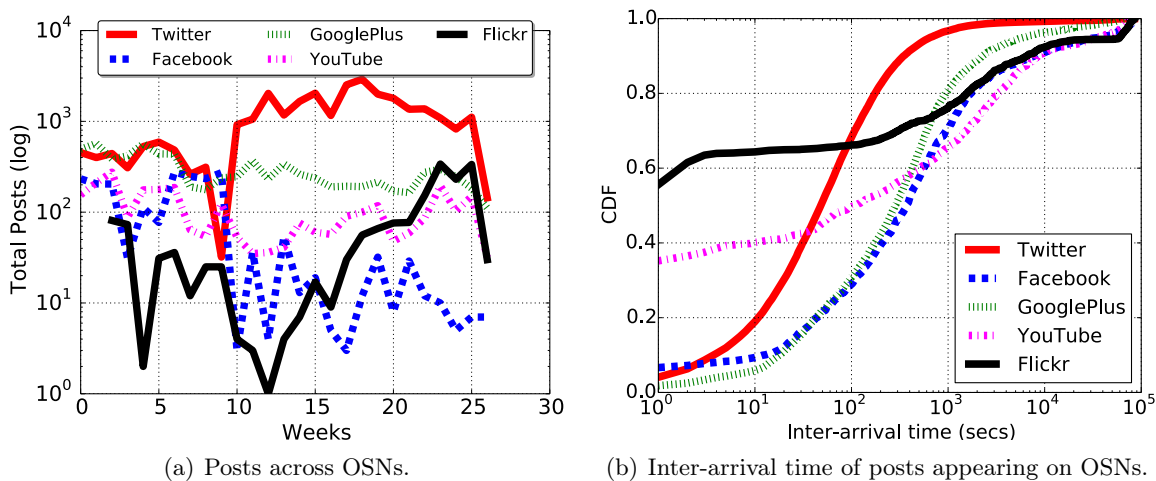 Total Posts (log)
10^4
10^3
10^2
10^1
10^0
Twitter
Facebook
GooglePlus
YouTube
Flickr
0 5 10 15 20 25 30
Weeks
(a) Posts across OSNs.
CDF
1.0
0.8
0.6
0.4
0.2
0.0
Twitter
Facebook
GooglePlus
YouTube
Flickr
10^0 10^1 10^2 10^3 10^4 10^5
Inter-arrival time (secs)
(b) Inter-arrival time of posts appearing on OSNs.